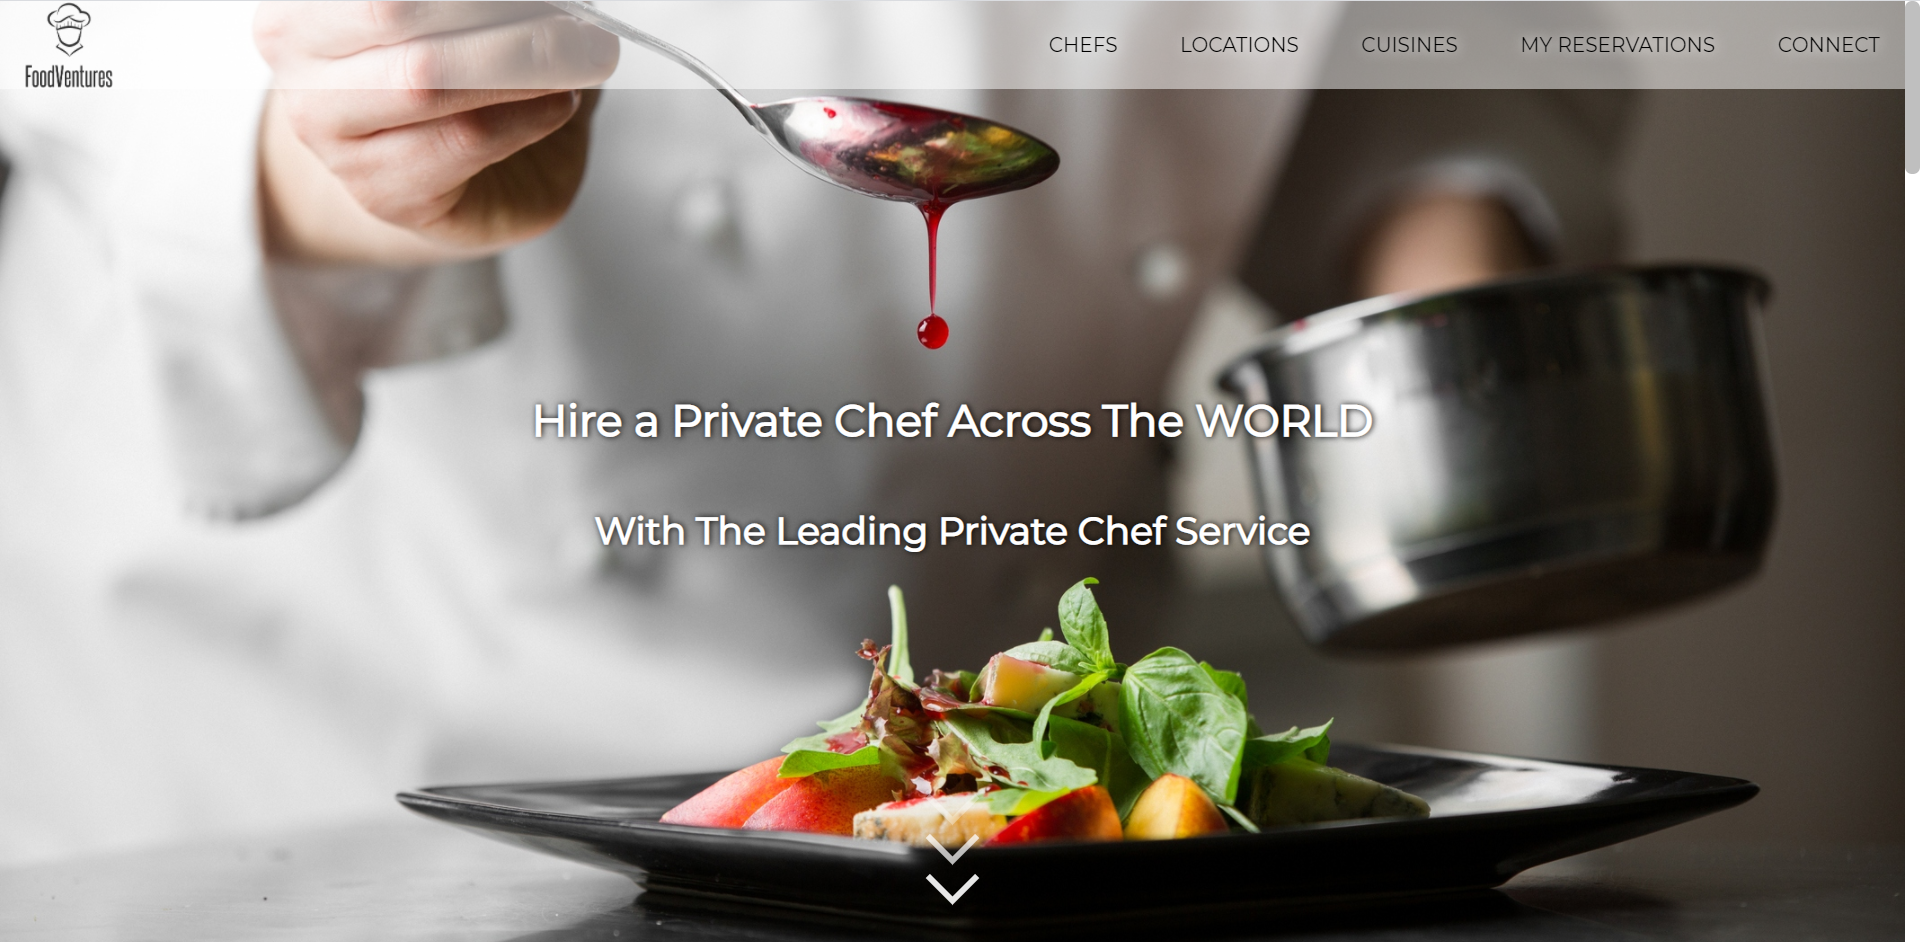 FoodVentures
CHEFS LOCATIONS CUISINES MY RESERVATIONS CONNECT
Hire a Private Chef Across The WORLD
With The Leading Private Chef Service